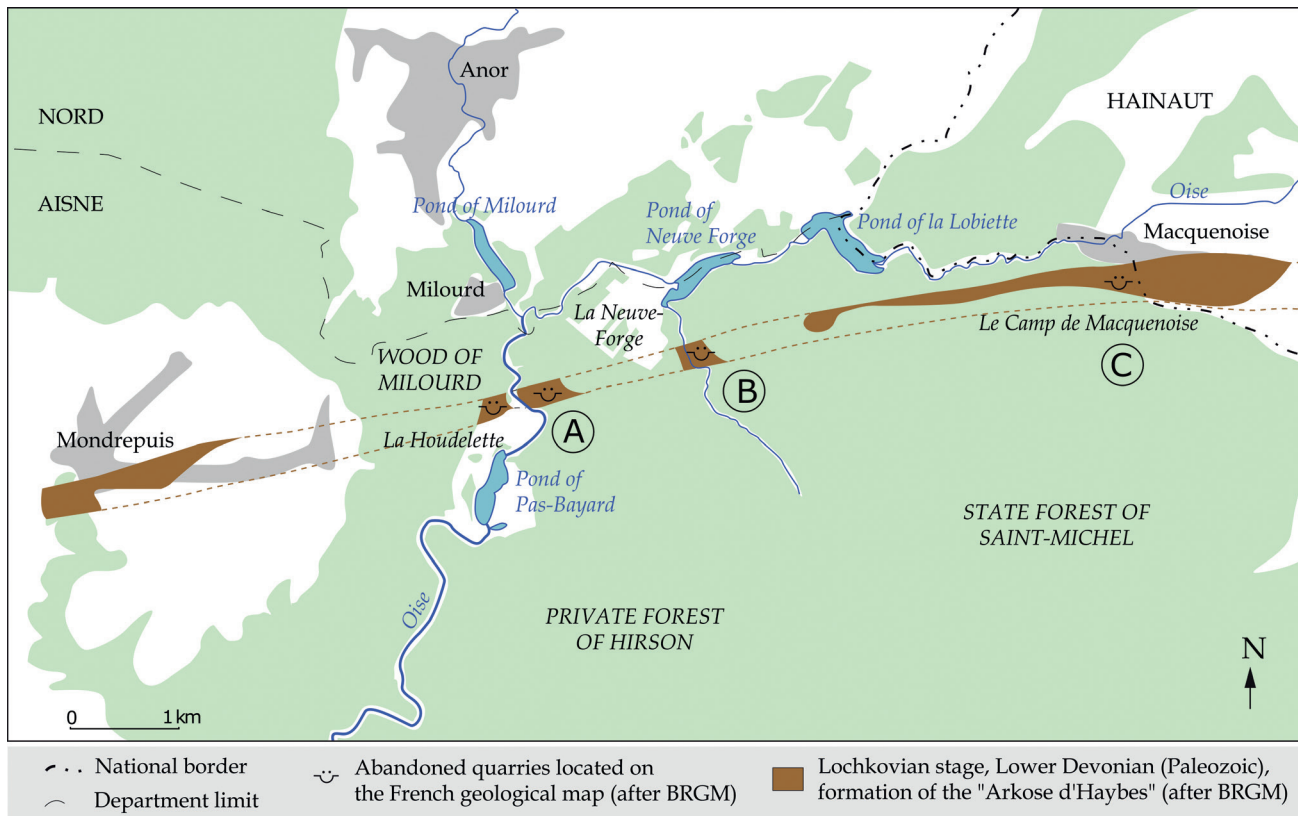 Anor
NORD
HAINAUT
AISNE
Oise
Pond of Milourd
Pond of
Neuve Forge
Pond of la Lobiette
Macquenoise
Milourd
La Neuve-
Forge
Le Camp de Macquenoise
WOOD OF
MILOURD
C
B
A
Mondrepuis
La Houdelette
Pond of
Pas-Bayard
STATE FOREST OF
SAINT-MICHEL
Oise
PRIVATE FOREST
OF HIRSON
N
0 1 km
National border
Department limit
Abandoned quarries located on
the French geological map (after BRGM)
Lochkovian stage, Lower Devonian (Paleozoic),
formation of the "Arkose d'Haybes" (after BRGM)